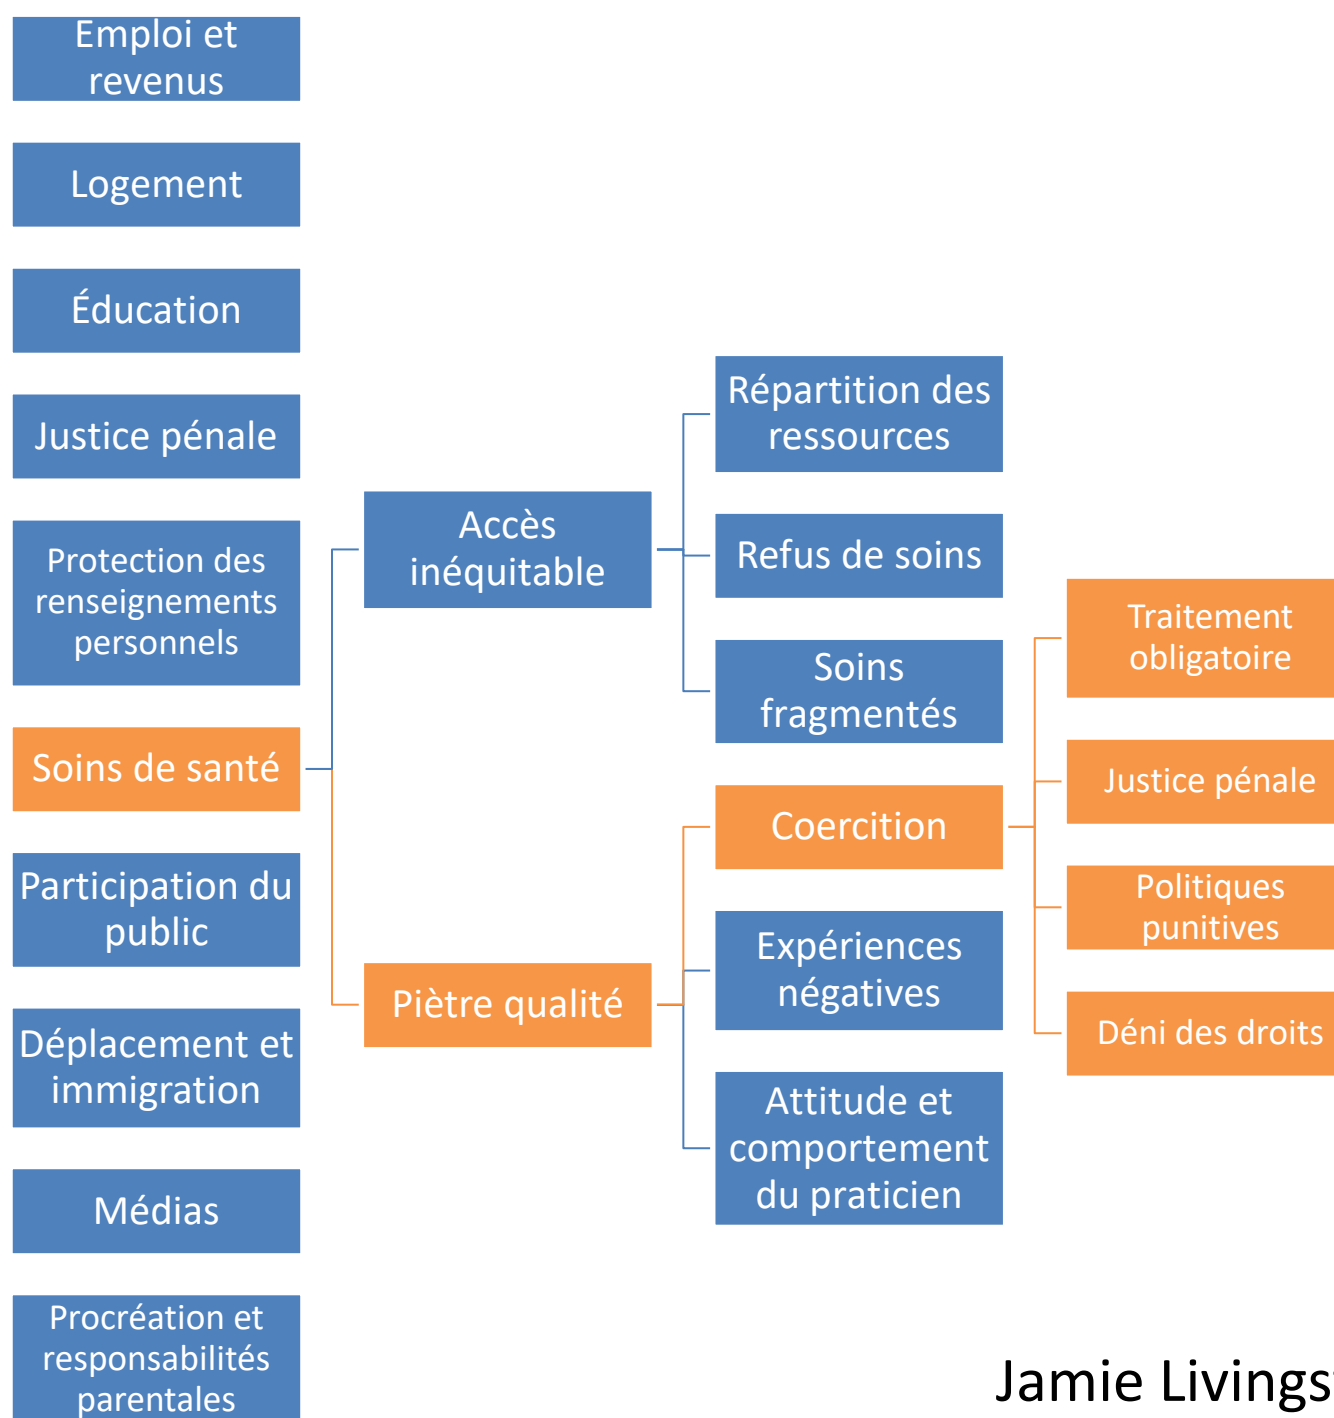 Emploi et
revenus
Logement
Éducation
Justice pénale
Protection des
renseignements
personnels
Soins de santé
Participation du
public
Déplacement et
immigration
Médias
Procréation et
responsabilités
parentales
Accès
inéquitable
Piètre qualité
Répartition des
ressources
Refus de soins
Soins
fragmentés
Coercition
Expériences
négatives
Attitude et
comportement
du praticien
Traitement
obligatoire
Justice pénale
Politiques
punitives
Déni des droits
Jamie